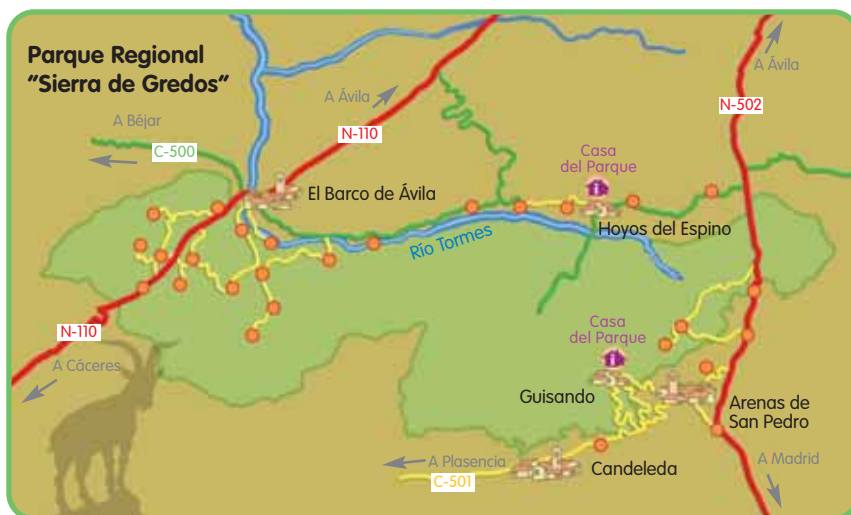 Parque Regional
"Sierra de Gredos"
A Ávila
A Ávila
N-502
A Béjar
C-500
N-110
Casa
del Parque
El Barco de Ávila
Hoyos del Espino
Río Tormes
N-110
Casa
del Parque
A Cáceres
Guisando
Arenas de
San Pedro
A Plasencia
Candeleda
A Madrid
C-501